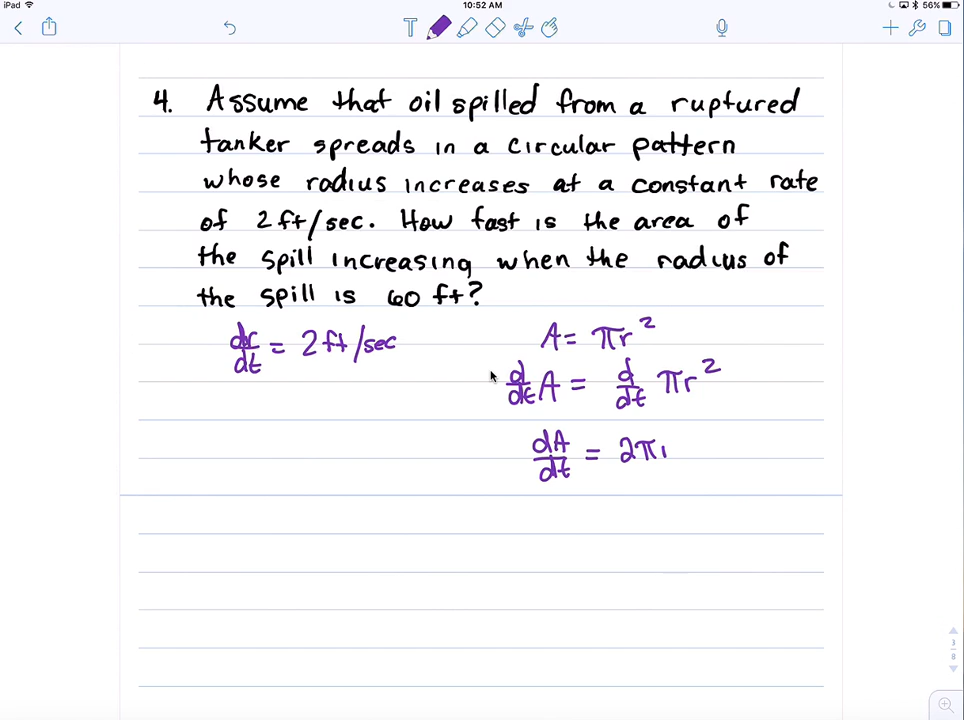 iPad 10:52 AM 56%
T
4. Assume that oil spilled from a ruptured
tanker spreads in a circular pattern
whose radius increases at a constant rate
of 2 ft/sec. How fast is the area of
the spill increasing when the radius of
the spill is 60 ft?
dr/dt = 2 ft/sec
A = πr²
d/dt A = d/dt πr²
dA/dt = 2π
3
8